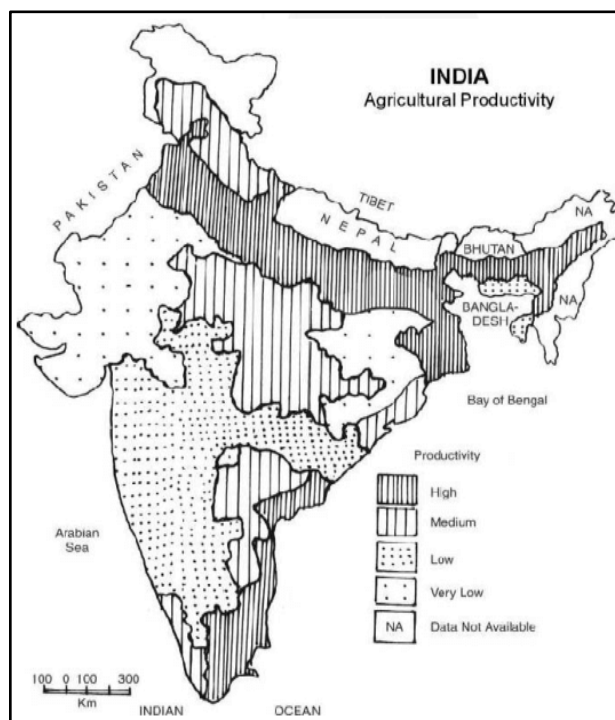 INDIA
Agricultural Productivity
PAKISTAN
TIBET
NEPAL
NA
BHUTAN
BANGLA-
DESH
NA
Bay of Bengal
Productivity
High
Medium
Arabian
Sea
Low
Very Low
NA Data Not Available
100 0 100 300
Km
INDIAN OCEAN